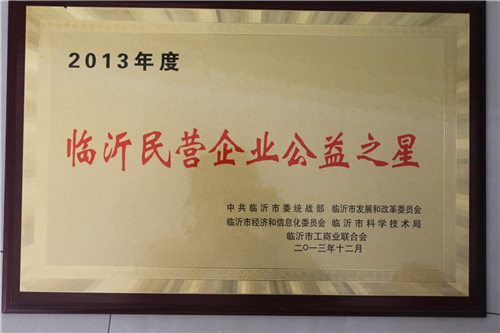 2013年度
临沂民营企业公益之星
中共临沂市委统战部 临沂市发展和改革委员会
临沂市经济和信息化委员会 临沂市科学技术局
临沂市工商业联合会
二〇一三年十二月